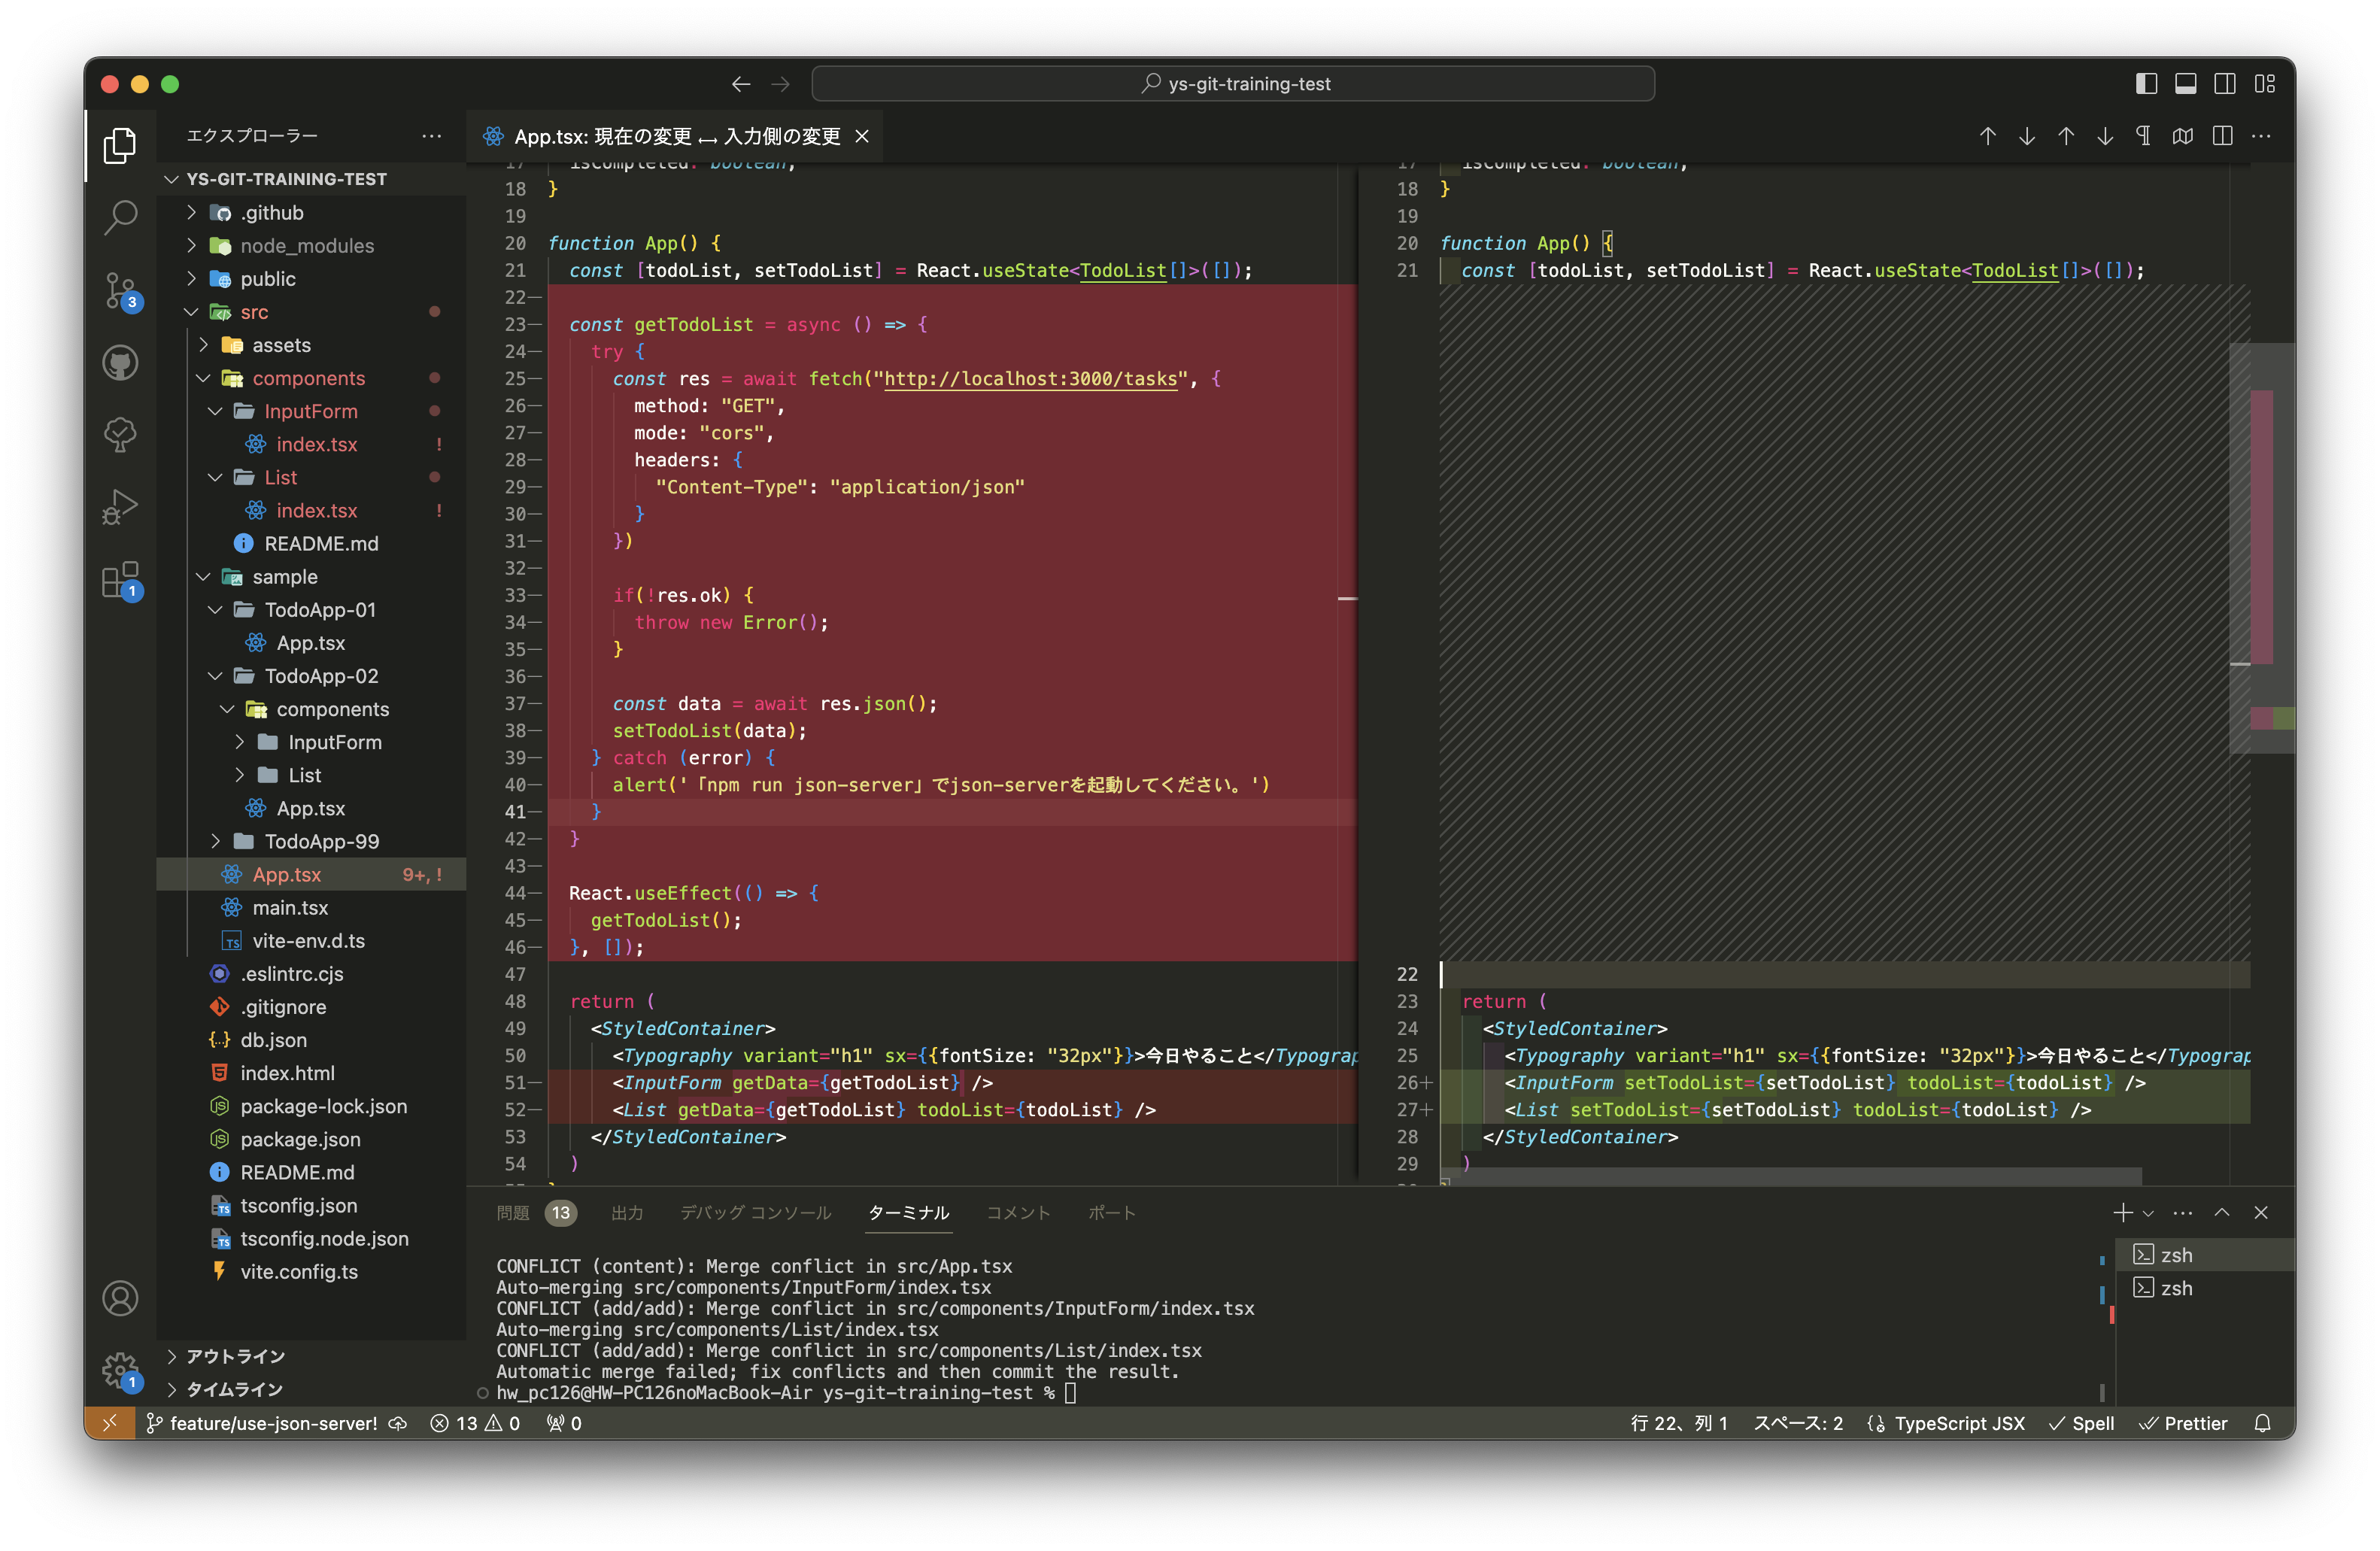 ys-git-training-test
エクスプローラー
App.tsx: 現在の変更 ↔ 入力側の変更
YS-GIT-TRAINING-TEST
.github
node_modules
public
src
assets
components
InputForm
index.tsx !
List
index.tsx !
README.md
sample
TodoApp-01
App.tsx
TodoApp-02
components
InputForm
List
App.tsx
TodoApp-99
App.tsx 9+, !
main.tsx
vite-env.d.ts
.eslintrc.cjs
.gitignore
db.json
index.html
package-lock.json
package.json
README.md
tsconfig.json
tsconfig.node.json
vite.config.ts
アウトライン
タイムライン
3
1
1
17 isCompleted: boolean;
18 }
19
20 function App() {
21 const [todoList, setTodoList] = React.useState<TodoList[]>([]);
22—
23— const getTodoList = async () => {
24— try {
25— const res = await fetch("http://localhost:3000/tasks", {
26— method: "GET",
27— mode: "cors",
28— headers: {
29— "Content-Type": "application/json"
30— }
31— })
32—
33— if(!res.ok) {
34— throw new Error();
35— }
36—
37— const data = await res.json();
38— setTodoList(data);
39— } catch (error) {
40— alert('「npm run json-server」でjson-serverを起動してください。')
41— }
42— }
43—
44— React.useEffect(() => {
45— getTodoList();
46— }, []);
47
48 return (
49 <StyledContainer>
50 <Typography variant="h1" sx={{fontSize: "32px"}}>今日やること</Typograp
51— <InputForm getData={getTodoList} />
52— <List getData={getTodoList} todoList={todoList} />
53 </StyledContainer>
54 )
17 isCompleted: boolean;
18 }
19
20 function App() {
21 const [todoList, setTodoList] = React.useState<TodoList[]>([]);
22
23 return (
24 <StyledContainer>
25 <Typography variant="h1" sx={{fontSize: "32px"}}>今日やること</Typograp
26+ <InputForm setTodoList={setTodoList} todoList={todoList} />
27+ <List setTodoList={setTodoList} todoList={todoList} />
28 </StyledContainer>
29 )
問題 13 出力 デバッグ コンソール ターミナル コメント ポート
CONFLICT (content): Merge conflict in src/App.tsx
Auto-merging src/components/InputForm/index.tsx
CONFLICT (add/add): Merge conflict in src/components/InputForm/index.tsx
Auto-merging src/components/List/index.tsx
CONFLICT (add/add): Merge conflict in src/components/List/index.tsx
Automatic merge failed; fix conflicts and then commit the result.
hw_pc126@HW-PC126noMacBook-Air ys-git-training-test %
zsh
zsh
feature/use-json-server! 13 0 0 行 22、列 1 スペース: 2 TypeScript JSX Spell Prettier